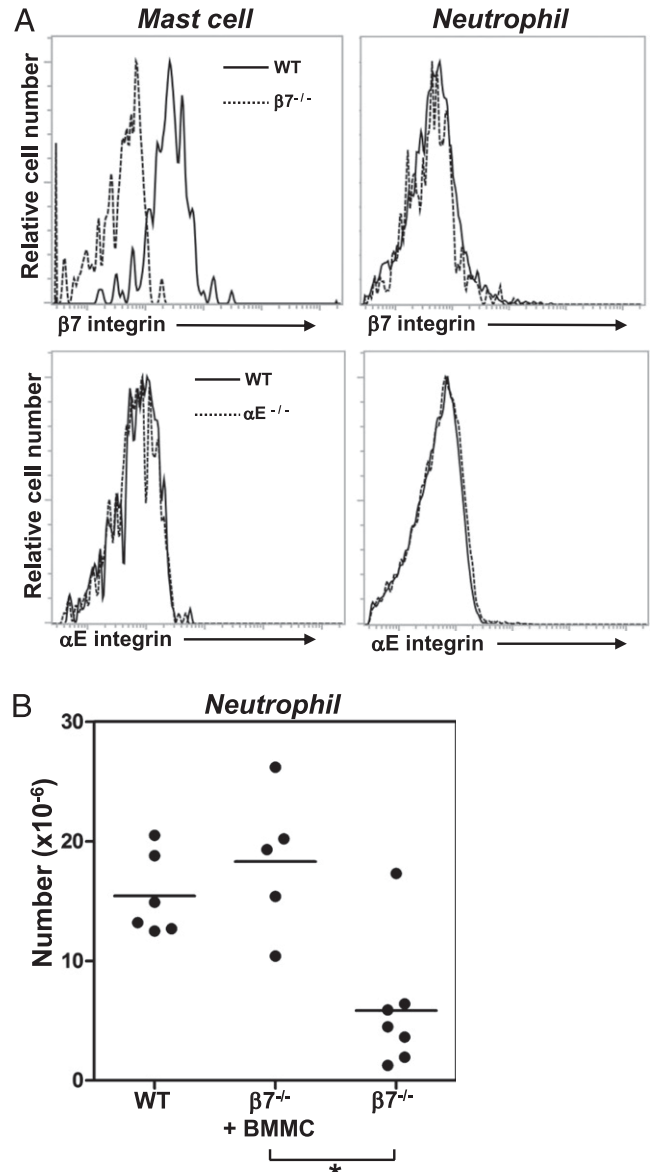 A
Mast cell
Neutrophil
Relative cell number
WT
β7⁻/⁻
β7 integrin
β7 integrin
Relative cell number
WT
αE ⁻/⁻
αE integrin
αE integrin
B
Neutrophil
Number (x10⁻⁶)
30
20
10
0
WT
β7⁻/⁻
+ BMMC
β7⁻/⁻
*